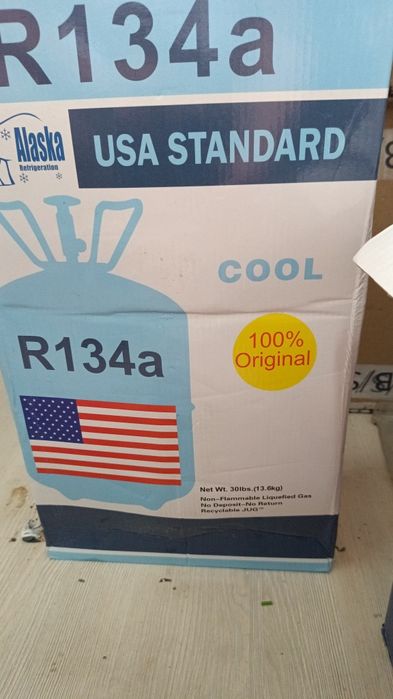 R134a
Alaska
Refrigeration
USA STANDARD
COOL
100%
Original
R134a
Net Wt. 30lbs.(13.6kg)
Non-Flammable Liquefied Gas
No Deposit-No Return
Recyclable JUG™